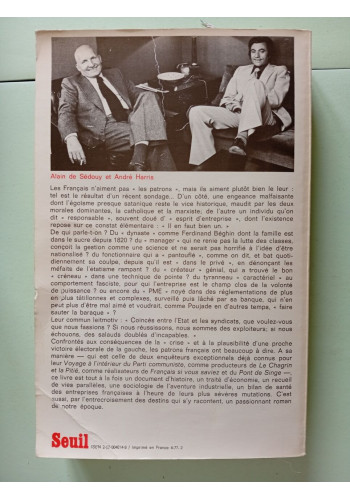 Alain de Sédouy et André Harris
Les Français n'aiment pas « les patrons », mais ils aiment plutôt bien le leur :
tel est le résultat d'un récent sondage... D'un côté, une engeance malfaisante
dont l'égoïsme presque satanique reste le vice historique, maudit par les deux
morales dominantes, la catholique et la marxiste; de l'autre un individu qu'on
dit « responsable », souvent doué d' « esprit d'entreprise », dont l'existence
repose sur ce constat élémentaire : « Il en faut bien un. »
De qui parle-t-on ? Du « dynaste » comme Ferdinand Béghin dont la famille est
dans le sucre depuis 1820 ? du « manager » qui ne renie pas la lutte des classes,
conçoit la gestion comme une science et ne serait pas horrifié à l'idée d'être
nationalisé ? du fonctionnaire qui a « pantouflé », comme on dit, et bat quoti-
diennement sa coulpe, depuis qu'il est « dans le privé », en dénonçant les
méfaits de l'étatisme rampant ? du « créateur » génial, qui a trouvé le bon
« créneau » dans une technique de pointe ? du tyranneau « caractériel » au
comportement fasciste, pour qui l'entreprise est le champ clos de la volonté
de puissance ? ou encore du « PME » noyé dans des réglementations de plus
en plus tâtillonnes et complexes, surveillé puis lâché par sa banque, qui n'en
peut plus d'être mal aimé et voudrait, comme Poujade en d'autres temps, « faire
sauter la baraque » ?
Leur commun leitmotiv : « Coincés entre l'Etat et les syndicats, que voulez-vous
que nous fassions ? Si nous réussissons, nous sommes des exploiteurs; si nous
échouons, des salauds doublés d'incapables. »
Confrontés aux conséquences de la « crise » et à la plausibilité d'une proche
victoire électorale de la gauche, les patrons français ont beaucoup à dire. A sa
manière — qui est celle de deux enquêteurs exceptionnels déjà connus pour
leur Voyage à l'intérieur du Parti communiste, comme producteurs de Le Chagrin
et la Pitié, comme réalisateurs de Français si vous saviez et du Pont de Singe —,
ce livre est tout à la fois un document d'histoire, un traité d'économie, un recueil
de vies parallèles, une sociologie de l'aventure industrielle, un bilan de santé
des entreprises françaises à l'heure de leurs plus sévères mutations. C'est
aussi, par l'entrecroisement des destins qui s'y racontent, un passionnant roman
de notre époque.
Seuil
Imprimé en France 4.77.2